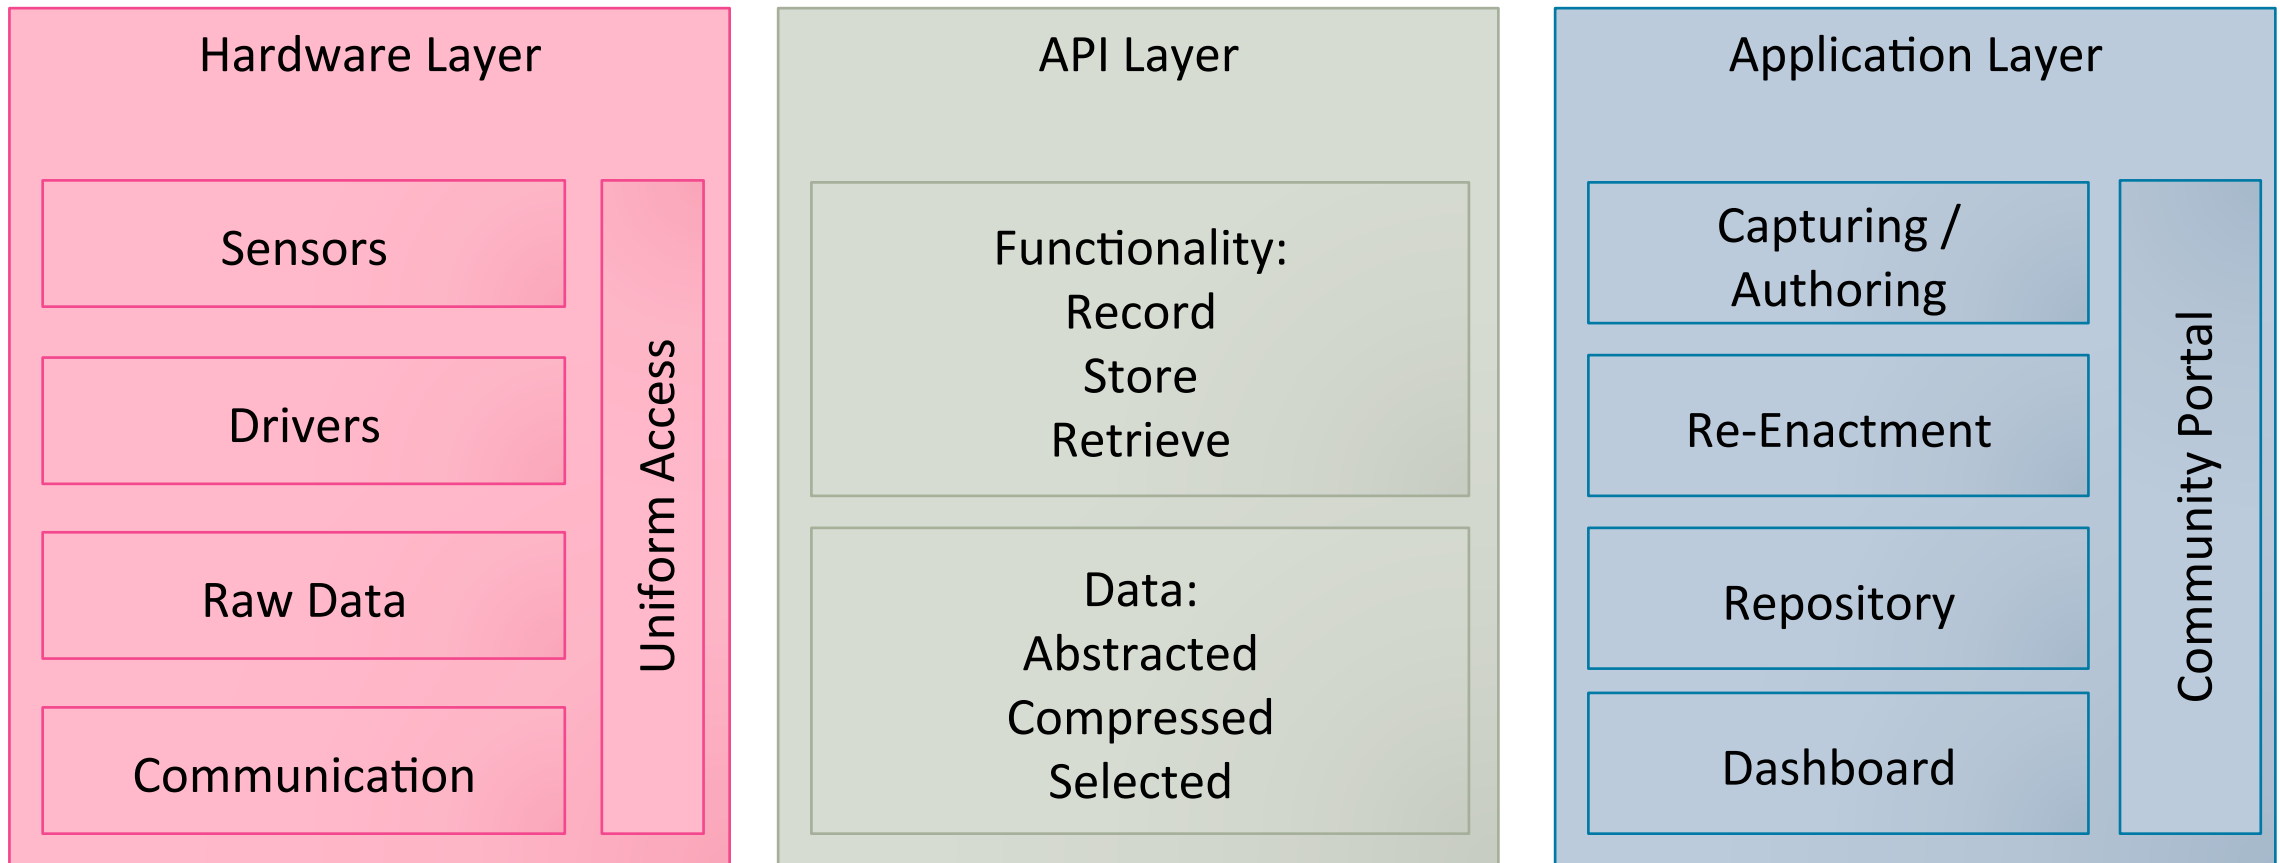 Hardware Layer
Sensors
Drivers
Raw Data
Communication
Uniform Access
API Layer
Functionality:
Record
Store
Retrieve
Data:
Abstracted
Compressed
Selected
Application Layer
Capturing /
Authoring
Re-Enactment
Repository
Dashboard
Community Portal